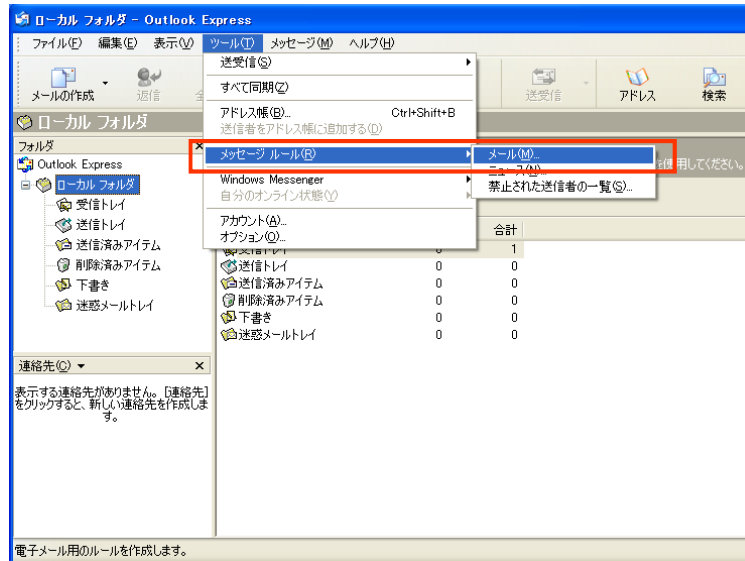 ローカル フォルダ - Outlook Express
ファイル(F) 編集(E) 表示(V) ツール(T) メッセージ(M) ヘルプ(H)
メールの作成 返信 全 送受信 アドレス 検索
送受信(S)
すべて同期(Z)
アドレス帳(B)... Ctrl+Shift+B
送信者をアドレス帳に追加する(D)
メッセージ ルール(R)
Windows Messenger
自分のオンライン状態(Y)
アカウント(A)...
オプション(O)...
メール(M)...
ニュース(N)...
禁止された送信者の一覧(S)...
ローカル フォルダ
を使用してください。
フォルダ ×
Outlook Express
ローカル フォルダ
受信トレイ
送信トレイ
送信済みアイテム
削除済みアイテム
下書き
迷惑メールトレイ
合計
受信トレイ 0 1
送信トレイ 0 0
送信済みアイテム 0 0
削除済みアイテム 0 0
下書き 0 0
迷惑メールトレイ 0 0
連絡先(C) ×
表示する連絡先がありません。[連絡先]
をクリックすると、新しい連絡先を作成しま
す。
電子メール用のルールを作成します。